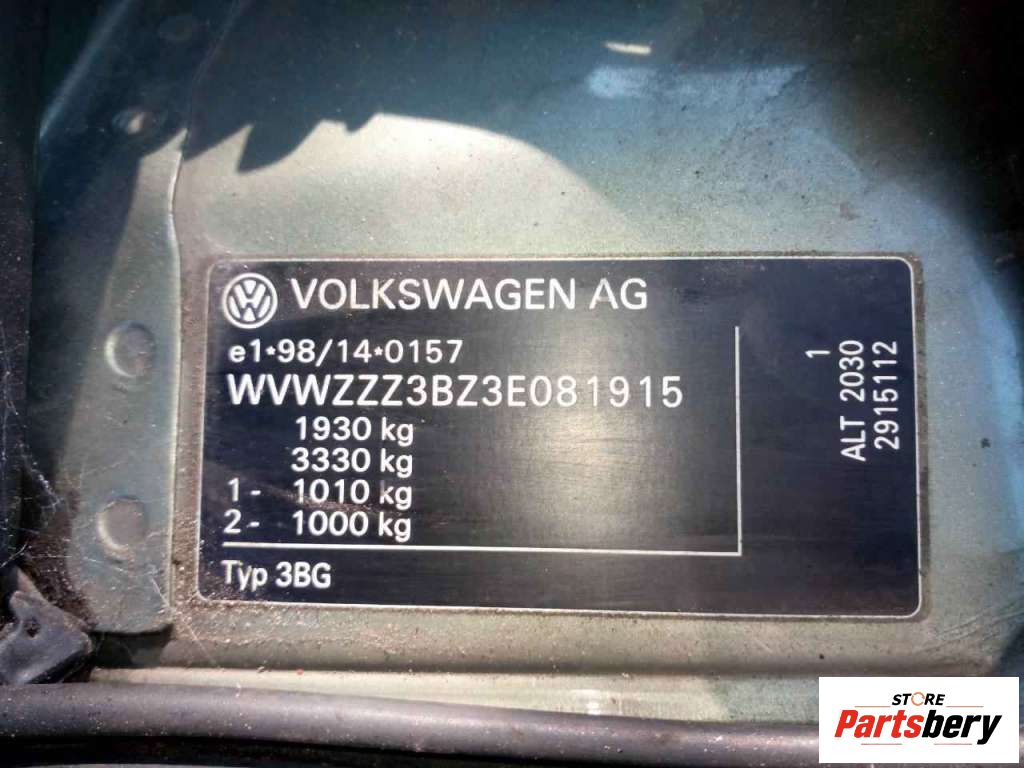 VOLKSWAGEN AG
e1*98/14*0157
WVWZZZ3BZ3E081915
1930 kg
3330 kg
1 - 1010 kg
2 - 1000 kg
Typ 3BG
1
ALT 2030
2915112
STORE
Partsbery